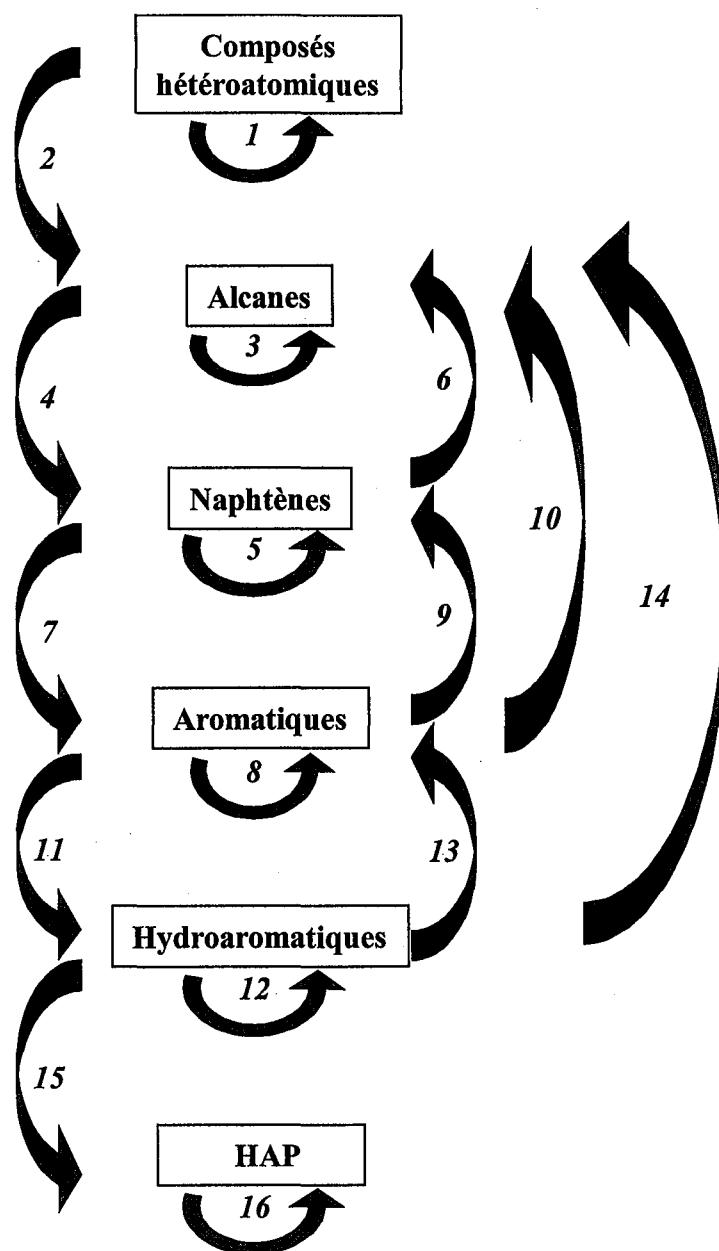 Composés
hétéroatomiques
1
2
Alcanes
3
4
6
Naphtènes
5
10
7
9
14
Aromatiques
8
11
13
Hydroaromatiques
12
15
HAP
16